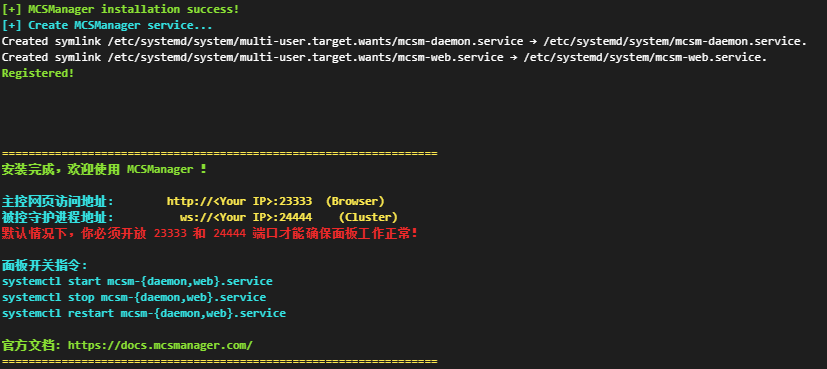 [+] MCSManager installation success!
[+] Create MCSManager service...
Created symlink /etc/systemd/system/multi-user.target.wants/mcsm-daemon.service → /etc/systemd/system/mcsm-daemon.service.
Created symlink /etc/systemd/system/multi-user.target.wants/mcsm-web.service → /etc/systemd/system/mcsm-web.service.
Registered!
==================================================================
安装完成，欢迎使用 MCSManager ！
主控网页访问地址: http://<Your IP>:23333 (Browser)
被控守护进程地址: ws://<Your IP>:24444 (Cluster)
默认情况下，你必须开放 23333 和 24444 端口才能确保面板工作正常！
面板开关指令:
systemctl start mcsm-{daemon,web}.service
systemctl stop mcsm-{daemon,web}.service
systemctl restart mcsm-{daemon,web}.service
官方文档: https://docs.mcsmanager.com/
==================================================================